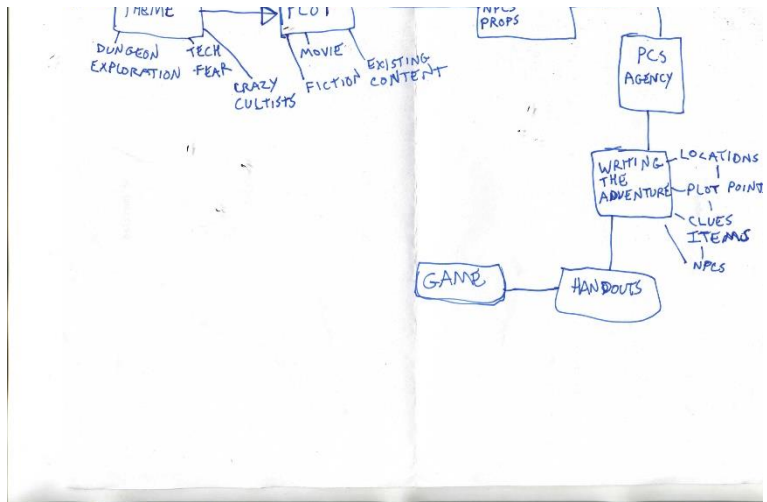 THEME
PLOT
NPCS
PROPS
DUNGEON
EXPLORATION
TECH
FEAR
CRAZY
CULTISTS
FICTION
MOVIE
EXISTING
CONTENT
PCS
AGENCY
WRITING
THE
ADVENTURE
LOCATIONS
PLOT POINT
CLUES
ITEMS
NPCS
GAME
HANDOUTS